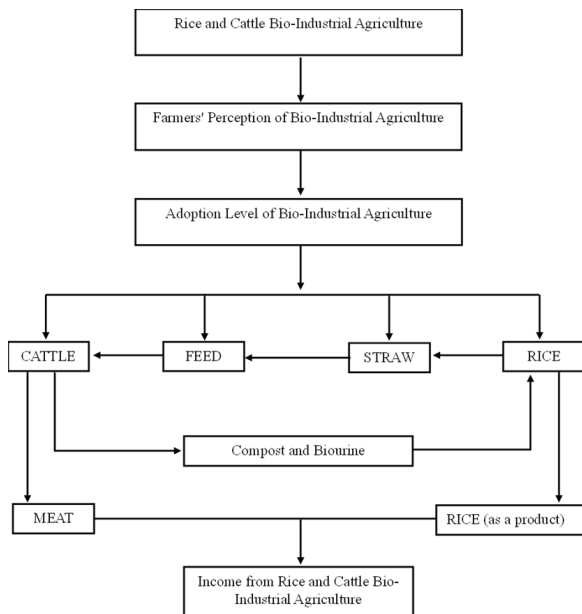 Rice and Cattle Bio-Industrial Agriculture
Farmers' Perception of Bio-Industrial Agriculture
Adoption Level of Bio-Industrial Agriculture
CATTLE
FEED
STRAW
RICE
Compost and Biourine
MEAT
RICE (as a product)
Income from Rice and Cattle Bio-
Industrial Agriculture